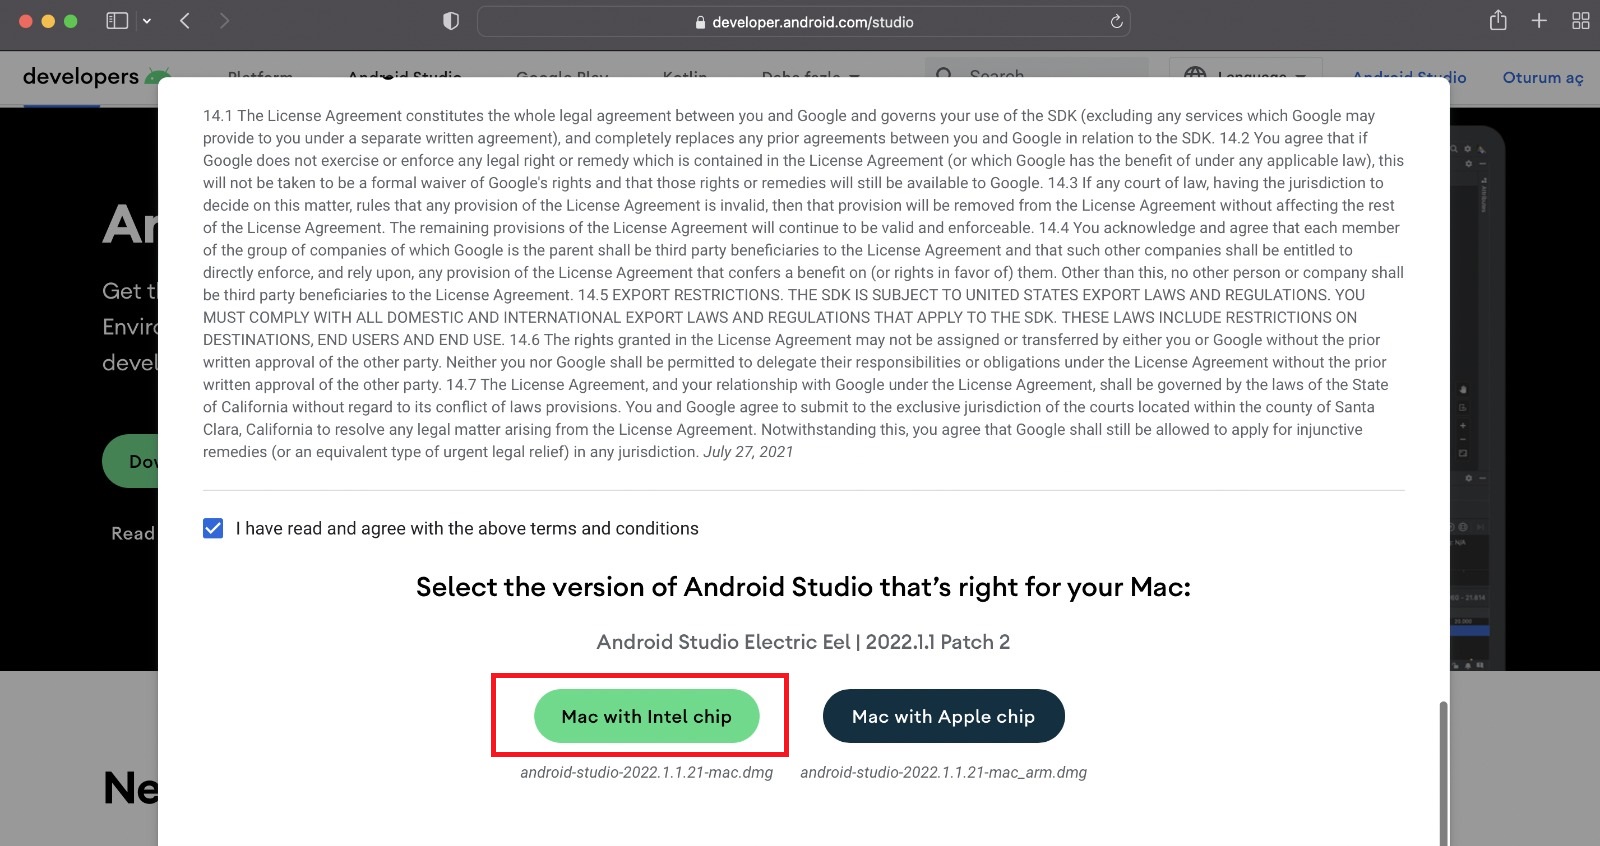 developer.android.com/studio
developers
Platform Android Studio Google Play Kotlin Daha fazla Search Language Android Studio Oturum aç
14.1 The License Agreement constitutes the whole legal agreement between you and Google and governs your use of the SDK (excluding any services which Google may
provide to you under a separate written agreement), and completely replaces any prior agreements between you and Google in relation to the SDK. 14.2 You agree that if
Google does not exercise or enforce any legal right or remedy which is contained in the License Agreement (or which Google has the benefit of under any applicable law), this
will not be taken to be a formal waiver of Google's rights and that those rights or remedies will still be available to Google. 14.3 If any court of law, having the jurisdiction to
decide on this matter, rules that any provision of the License Agreement is invalid, then that provision will be removed from the License Agreement without affecting the rest
of the License Agreement. The remaining provisions of the License Agreement will continue to be valid and enforceable. 14.4 You acknowledge and agree that each member
of the group of companies of which Google is the parent shall be third party beneficiaries to the License Agreement and that such other companies shall be entitled to
directly enforce, and rely upon, any provision of the License Agreement that confers a benefit on (or rights in favor of) them. Other than this, no other person or company shall
be third party beneficiaries to the License Agreement. 14.5 EXPORT RESTRICTIONS. THE SDK IS SUBJECT TO UNITED STATES EXPORT LAWS AND REGULATIONS. YOU
MUST COMPLY WITH ALL DOMESTIC AND INTERNATIONAL EXPORT LAWS AND REGULATIONS THAT APPLY TO THE SDK. THESE LAWS INCLUDE RESTRICTIONS ON
DESTINATIONS, END USERS AND END USE. 14.6 The rights granted in the License Agreement may not be assigned or transferred by either you or Google without the prior
written approval of the other party. Neither you nor Google shall be permitted to delegate their responsibilities or obligations under the License Agreement without the prior
written approval of the other party. 14.7 The License Agreement, and your relationship with Google under the License Agreement, shall be governed by the laws of the State
of California without regard to its conflict of laws provisions. You and Google agree to submit to the exclusive jurisdiction of the courts located within the county of Santa
Clara, California to resolve any legal matter arising from the License Agreement. Notwithstanding this, you agree that Google shall still be allowed to apply for injunctive
remedies (or an equivalent type of urgent legal relief) in any jurisdiction. July 27, 2021
An
Get t
Enviro
devel
Dow
Read
I have read and agree with the above terms and conditions
Select the version of Android Studio that's right for your Mac:
Android Studio Electric Eel | 2022.1.1 Patch 2
Mac with Intel chip Mac with Apple chip
android-studio-2022.1.1.21-mac.dmg android-studio-2022.1.1.21-mac_arm.dmg
Ne